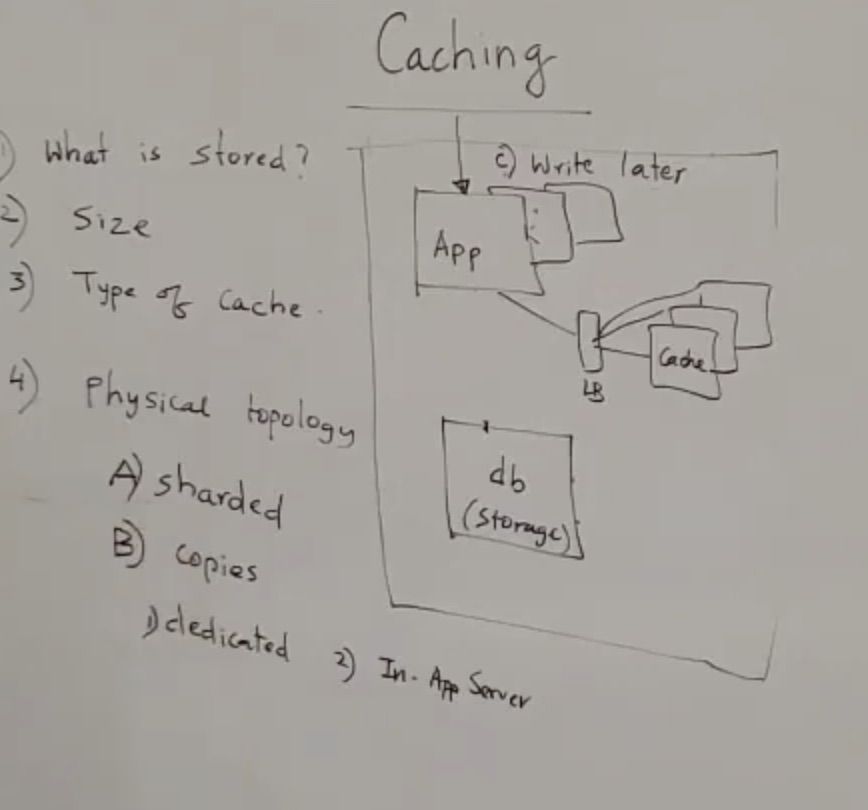 Caching
1) What is stored?
2) Size
3) Type of Cache.
4) Physical topology
A) sharded
B) copies
1) dedicated 2) In-App Server
c) Write later
App
LB
Cache
db
(storage)